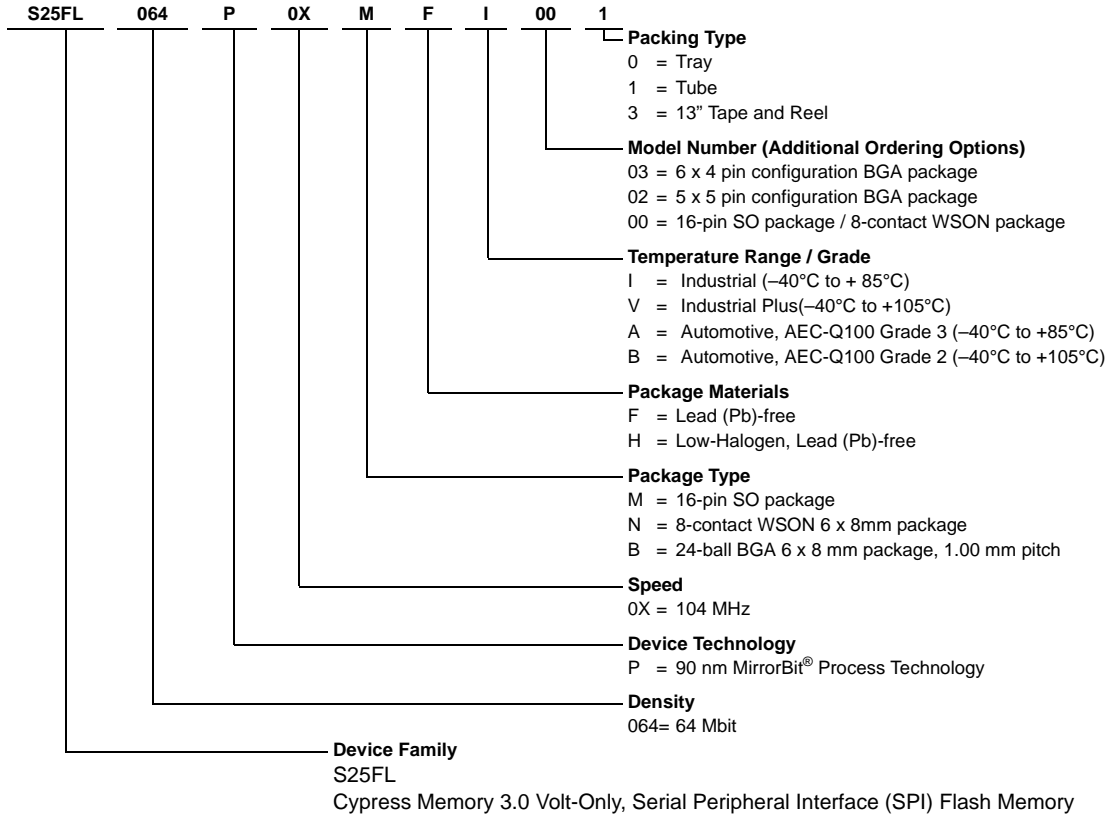 S25FL 064 P 0X M F I 00 1
Packing Type
0 = Tray
1 = Tube
3 = 13” Tape and Reel
Model Number (Additional Ordering Options)
03 = 6 x 4 pin configuration BGA package
02 = 5 x 5 pin configuration BGA package
00 = 16-pin SO package / 8-contact WSON package
Temperature Range / Grade
I = Industrial (–40°C to + 85°C)
V = Industrial Plus(–40°C to +105°C)
A = Automotive, AEC-Q100 Grade 3 (–40°C to +85°C)
B = Automotive, AEC-Q100 Grade 2 (–40°C to +105°C)
Package Materials
F = Lead (Pb)-free
H = Low-Halogen, Lead (Pb)-free
Package Type
M = 16-pin SO package
N = 8-contact WSON 6 x 8mm package
B = 24-ball BGA 6 x 8 mm package, 1.00 mm pitch
Speed
0X = 104 MHz
Device Technology
P = 90 nm MirrorBit® Process Technology
Density
064= 64 Mbit
Device Family
S25FL
Cypress Memory 3.0 Volt-Only, Serial Peripheral Interface (SPI) Flash Memory